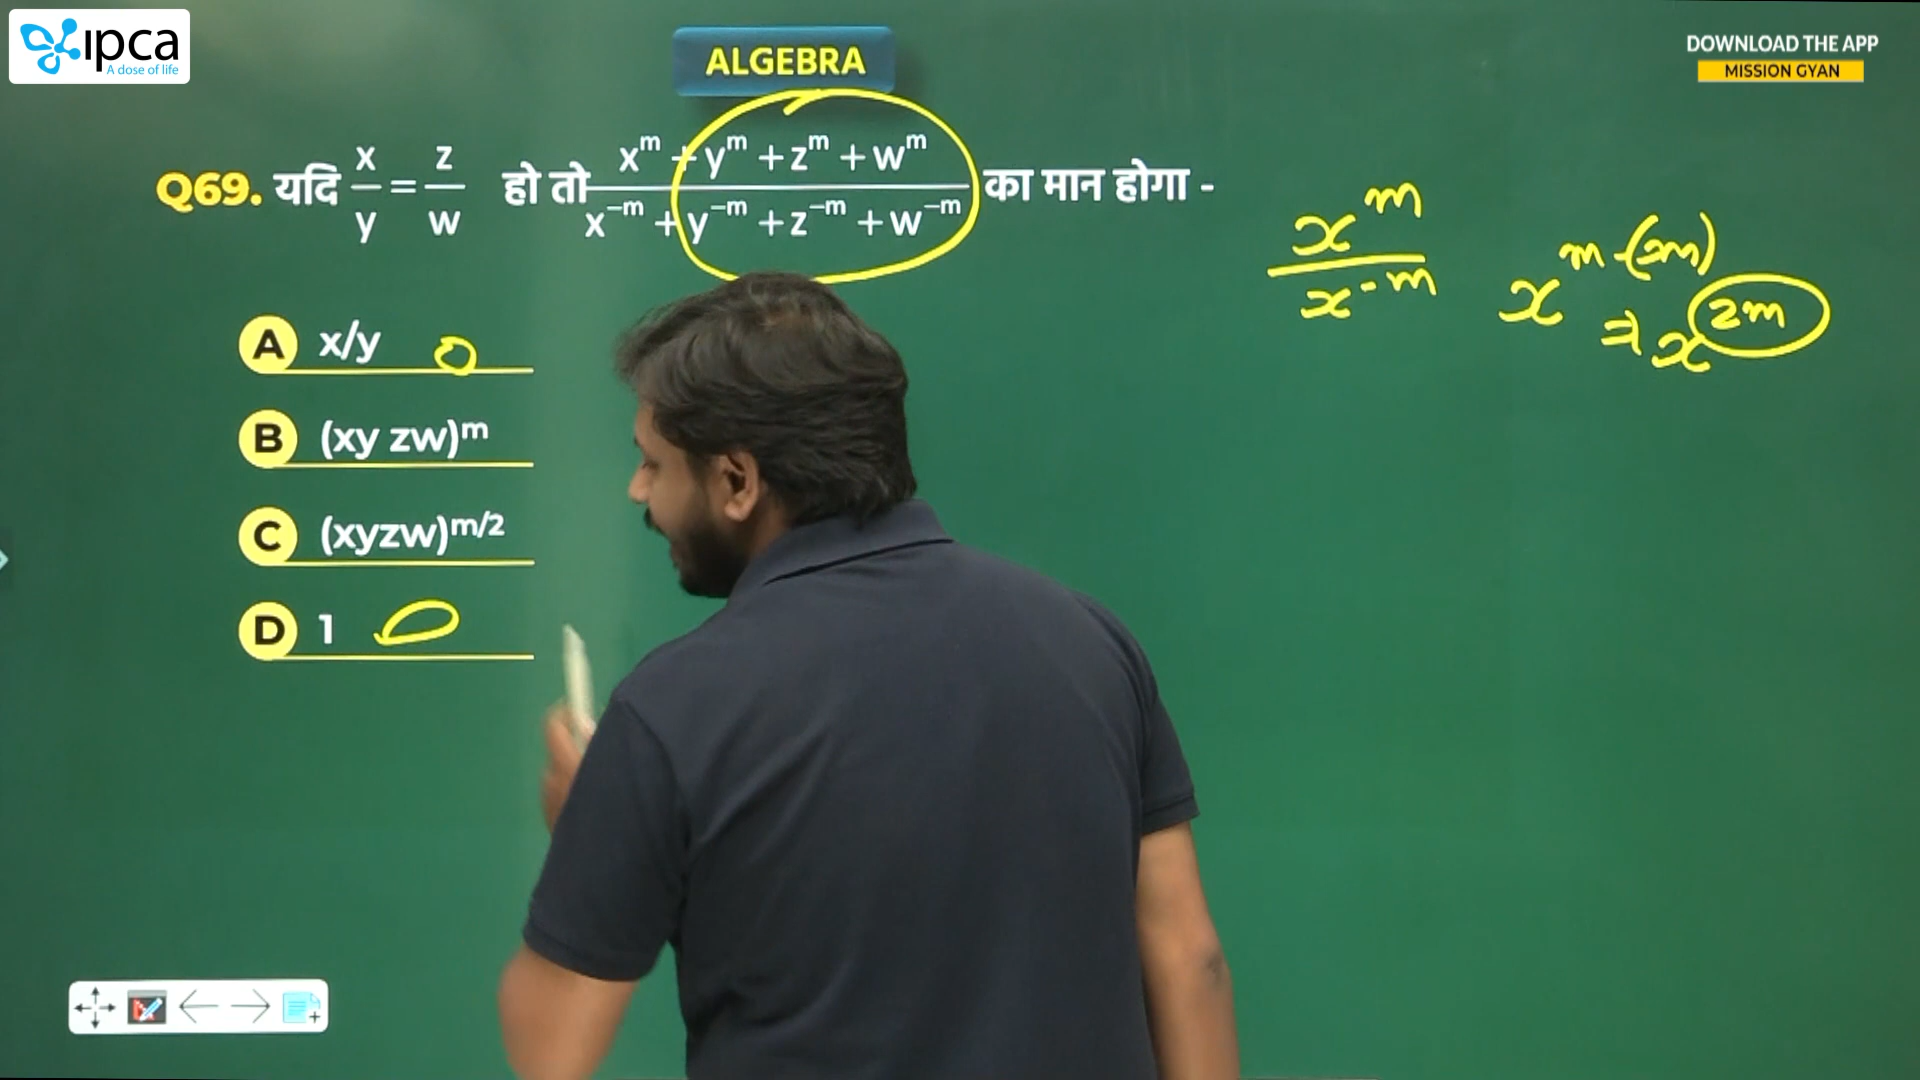 ipca
A dose of life
ALGEBRA
DOWNLOAD THE APP
MISSION GYAN
Q69. यदि x/y = z/w हो तो (x^m + y^m + z^m + w^m)/(x^-m + y^-m + z^-m + w^-m) का मान होगा -
x^m/x^-m
x^m-(-m)
⇒ x^2m
A x/y
B (xy zw)^m
C (xyzw)^m/2
D 1